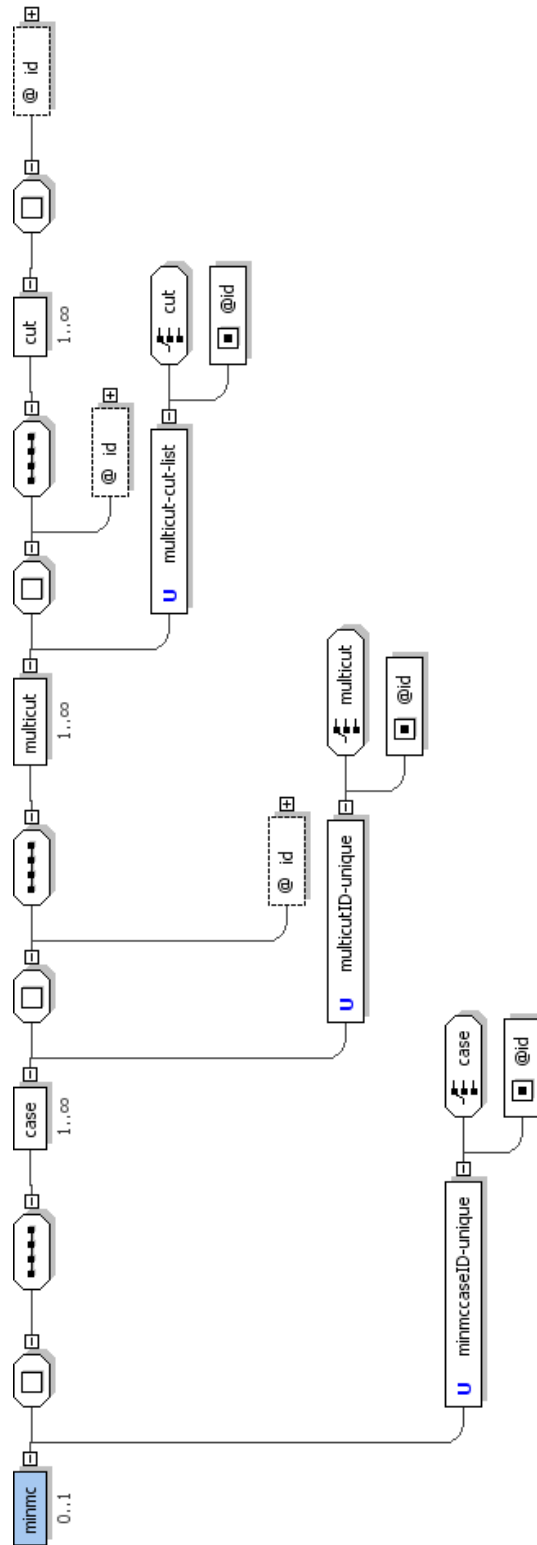 minmc
0..1
case
1..∞
multicut
1..∞
cut
1..∞
@ id
@ id
U multicut-cut-list
cut
@id
@ id
U multicutID-unique
multicut
@id
U minmccaseID-unique
case
@id